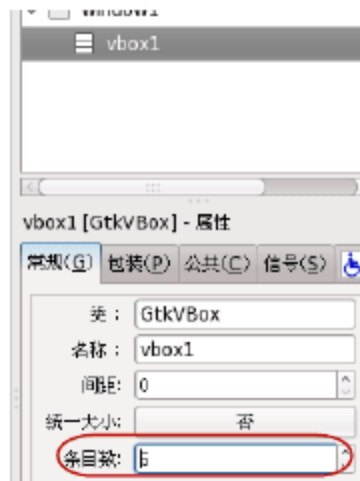 vbox1
vbox1 [GtkVBox] - 属性
常规(G) 包装(P) 公共(C) 信号(S)
类： GtkVBox
名称： vbox1
间距: 0
统一大小: 否
条目数: